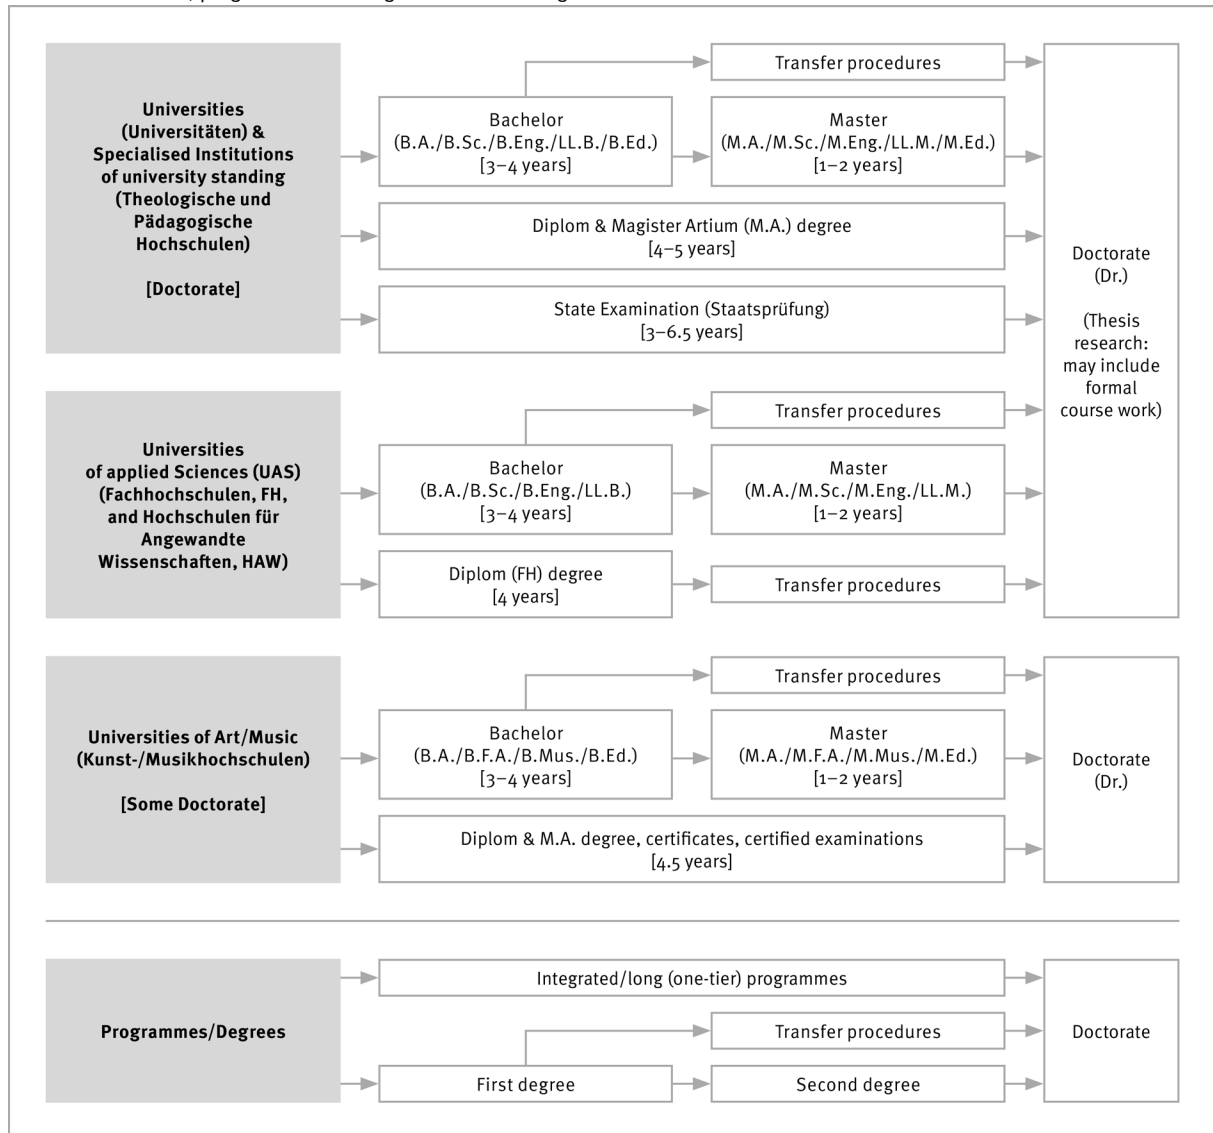 Universities
(Universitäten) &
Specialised Institutions
of university standing
(Theologische und
Pädagogische
Hochschulen)
[Doctorate]
Transfer procedures
Bachelor
(B.A./B.Sc./B.Eng./LL.B./B.Ed.)
[3–4 years]
Master
(M.A./M.Sc./M.Eng./LL.M./M.Ed.)
[1–2 years]
Diplom & Magister Artium (M.A.) degree
[4–5 years]
State Examination (Staatsprüfung)
[3–6.5 years]
Doctorate
(Dr.)
(Thesis
research:
may include
formal
course work)
Universities
of applied Sciences (UAS)
(Fachhochschulen, FH,
and Hochschulen für
Angewandte
Wissenschaften, HAW)
Transfer procedures
Bachelor
(B.A./B.Sc./B.Eng./LL.B.)
[3–4 years]
Master
(M.A./M.Sc./M.Eng./LL.M.)
[1–2 years]
Diplom (FH) degree
[4 years]
Transfer procedures
Universities of Art/Music
(Kunst-/Musikhochschulen)
[Some Doctorate]
Transfer procedures
Bachelor
(B.A./B.F.A./B.Mus./B.Ed.)
[3–4 years]
Master
(M.A./M.F.A./M.Mus./M.Ed.)
[1–2 years]
Diplom & M.A. degree, certificates, certified examinations
[4.5 years]
Doctorate
(Dr.)
Programmes/Degrees
Integrated/long (one-tier) programmes
Transfer procedures
First degree
Second degree
Doctorate